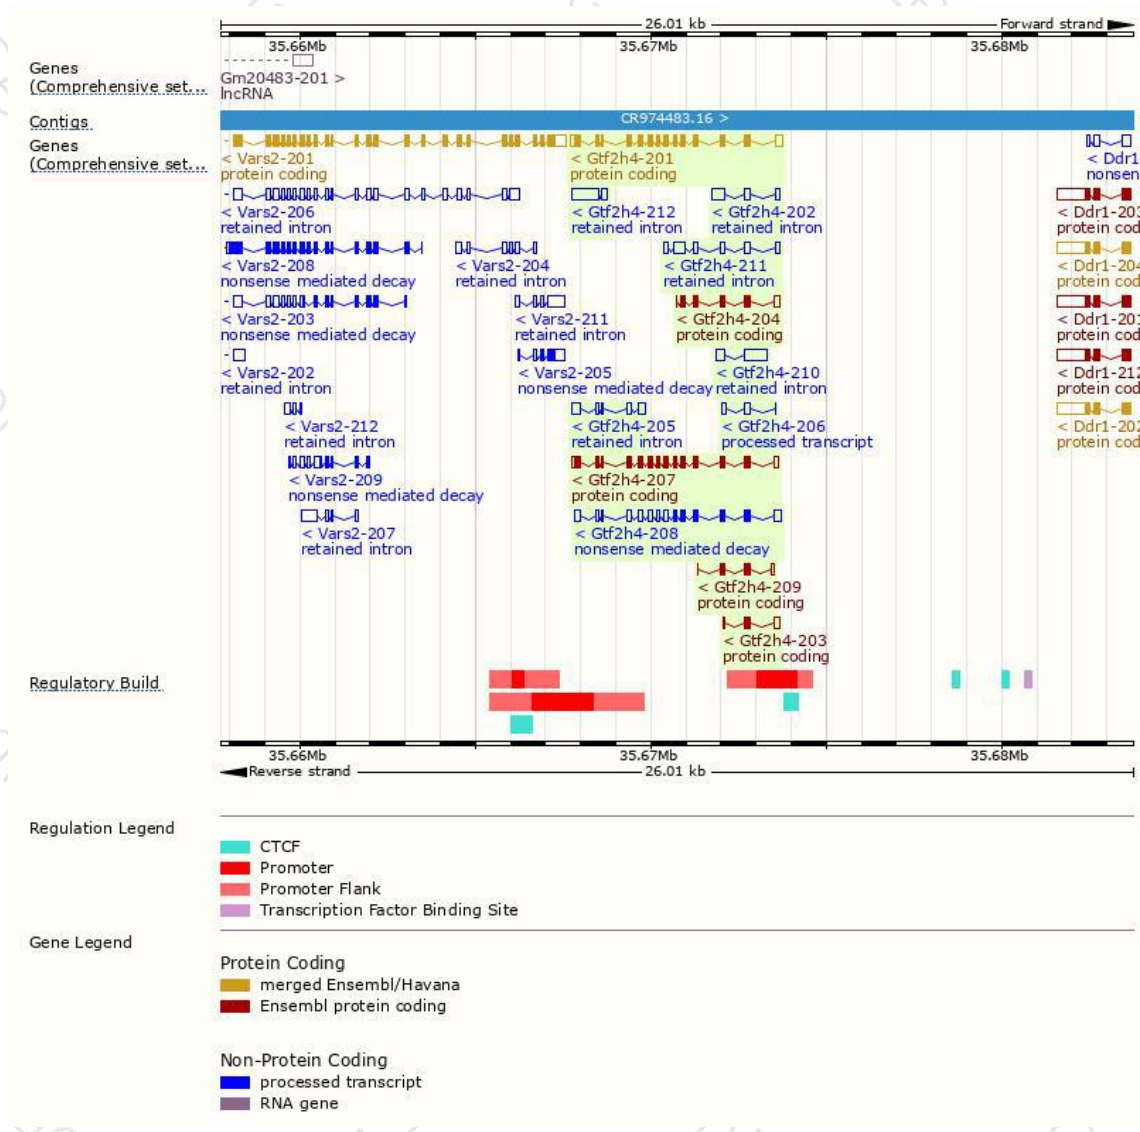 26.01 kb
Forward strand
35.66Mb 35.67Mb 35.68Mb
Genes
(Comprehensive set...
Gm20483-201 >
lncRNA
Contigs
CR974483.16 >
Genes
(Comprehensive set...
< Vars2-201 < Gtf2h4-201 < Ddr1
protein coding protein coding nonsen
< Vars2-206 < Gtf2h4-212 < Gtf2h4-202 < Ddr1-203
retained intron retained intron retained intron protein cod
< Vars2-208 < Vars2-204 < Gtf2h4-211 < Ddr1-204
nonsense mediated decay retained intron retained intron protein cod
< Vars2-203 < Vars2-211 < Gtf2h4-204 < Ddr1-201
nonsense mediated decay retained intron protein coding protein cod
< Vars2-202 < Vars2-205 < Gtf2h4-210 < Ddr1-212
retained intron nonsense mediated decay retained intron protein cod
< Vars2-212 < Gtf2h4-205 < Gtf2h4-206 < Ddr1-202
retained intron retained intron processed transcript protein cod
< Vars2-209 < Gtf2h4-207
nonsense mediated decay protein coding
< Vars2-207 < Gtf2h4-208
retained intron nonsense mediated decay
< Gtf2h4-209
protein coding
< Gtf2h4-203
protein coding
Regulatory Build
35.66Mb 35.67Mb 35.68Mb
Reverse strand 26.01 kb
Regulation Legend
CTCF
Promoter
Promoter Flank
Transcription Factor Binding Site
Gene Legend
Protein Coding
merged Ensembl/Havana
Ensembl protein coding
Non-Protein Coding
processed transcript
RNA gene